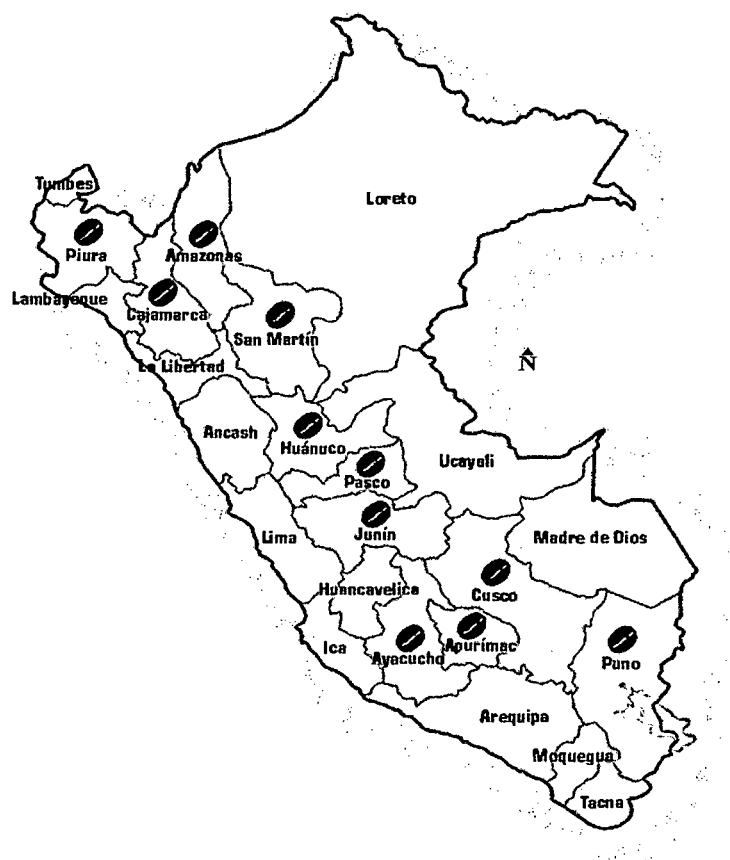 Loreto
Tumbes
Piura
Amazonas
Lambayeque
Cajamarca
San Martín
La Libertad
N
Ancash
Huánuco
Ucayali
Pasco
Lima
Junín
Madre de Dios
Huancavelica
Cusco
Ica
Ayacucho
Apurímac
Puno
Arequipa
Moquegua
Tacna